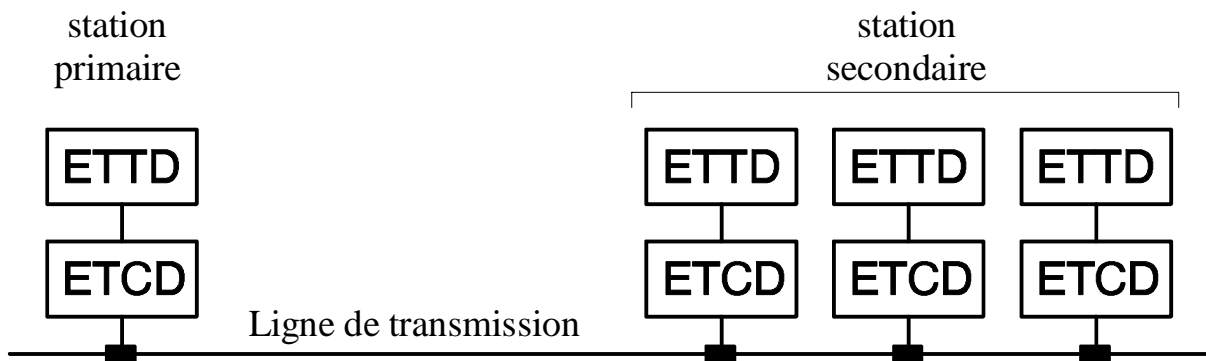 station
primaire
station
secondaire
ETTD
ETTD
ETTD
ETTD
ETCD
ETCD
ETCD
ETCD
Ligne de transmission